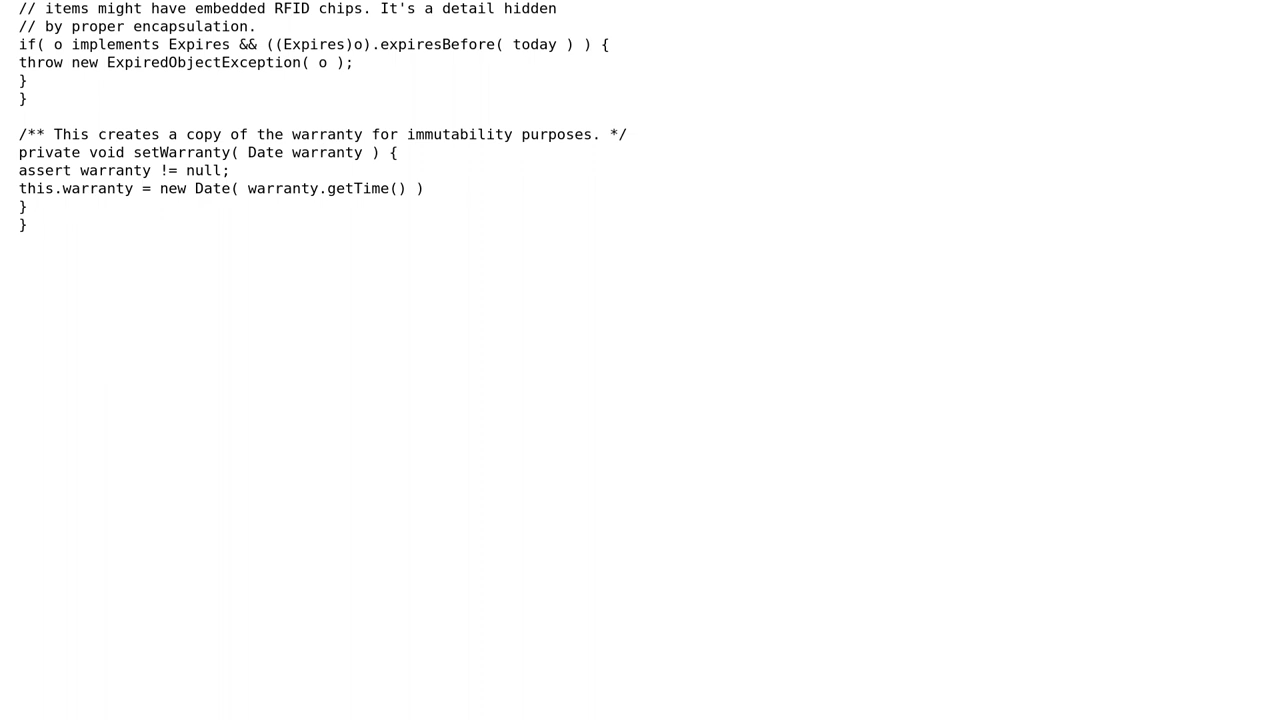 // items might have embedded RFID chips. It's a detail hidden
// by proper encapsulation.
if( o implements Expires && ((Expires)o).expiresBefore( today ) ) {
throw new ExpiredObjectException( o );
}
}

/** This creates a copy of the warranty for immutability purposes. */
private void setWarranty( Date warranty ) {
assert warranty != null;
this.warranty = new Date( warranty.getTime() )
}
}